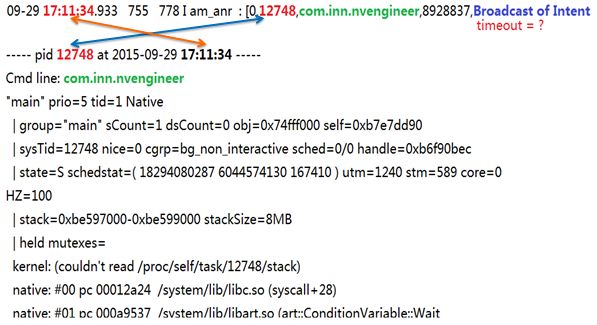 09-29 17:11:34.933 755 778 I am_anr : [0,12748,com.inn.nvengineer,8928837,Broadcast of Intent
timeout = ?
----- pid 12748 at 2015-09-29 17:11:34 -----
Cmd line: com.inn.nvengineer
"main" prio=5 tid=1 Native
| group="main" sCount=1 dsCount=0 obj=0x74fff000 self=0xb7e7dd90
| sysTid=12748 nice=0 cgrp=bg_non_interactive sched=0/0 handle=0xb6f90bec
| state=S schedstat=( 18294080287 6044574130 167410 ) utm=1240 stm=589 core=0
HZ=100
| stack=0xbe597000-0xbe599000 stackSize=8MB
| held mutexes=
kernel: (couldn't read /proc/self/task/12748/stack)
native: #00 pc 00012a24 /system/lib/libc.so (syscall+28)
native: #01 pc 000a9537 /system/lib/libart.so (art::ConditionVariable::Wait